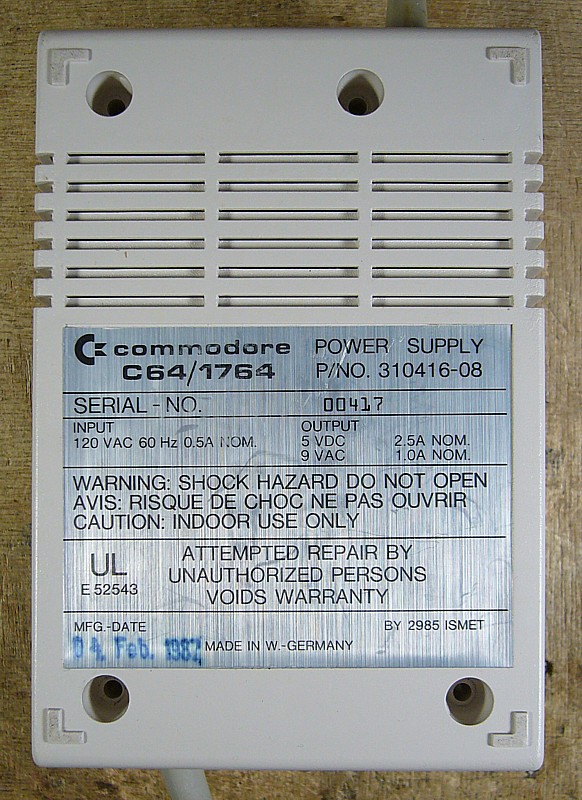 commodore POWER SUPPLY
C64/1764 P/NO. 310416-08
SERIAL-NO. 00417
INPUT OUTPUT
120 VAC 60 Hz 0.5A NOM. 5 VDC 2.5A NOM.
9 VAC 1.0A NOM.
WARNING: SHOCK HAZARD DO NOT OPEN
AVIS: RISQUE DE CHOC NE PAS OUVRIR
CAUTION: INDOOR USE ONLY
UL ATTEMPTED REPAIR BY
E 52543 UNAUTHORIZED PERSONS
VOIDS WARRANTY
MFG.-DATE BY 2985 ISMET
Feb. 1987 MADE IN W.-GERMANY